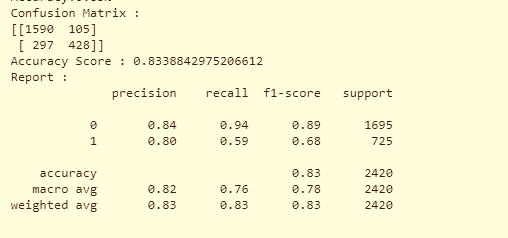 Confusion Matrix :
[[1590 105]
[ 297 428]]
Accuracy Score : 0.8338842975206612
Report :
precision recall f1-score support
0 0.84 0.94 0.89 1695
1 0.80 0.59 0.68 725
accuracy 0.83 2420
macro avg 0.82 0.76 0.78 2420
weighted avg 0.83 0.83 0.83 2420